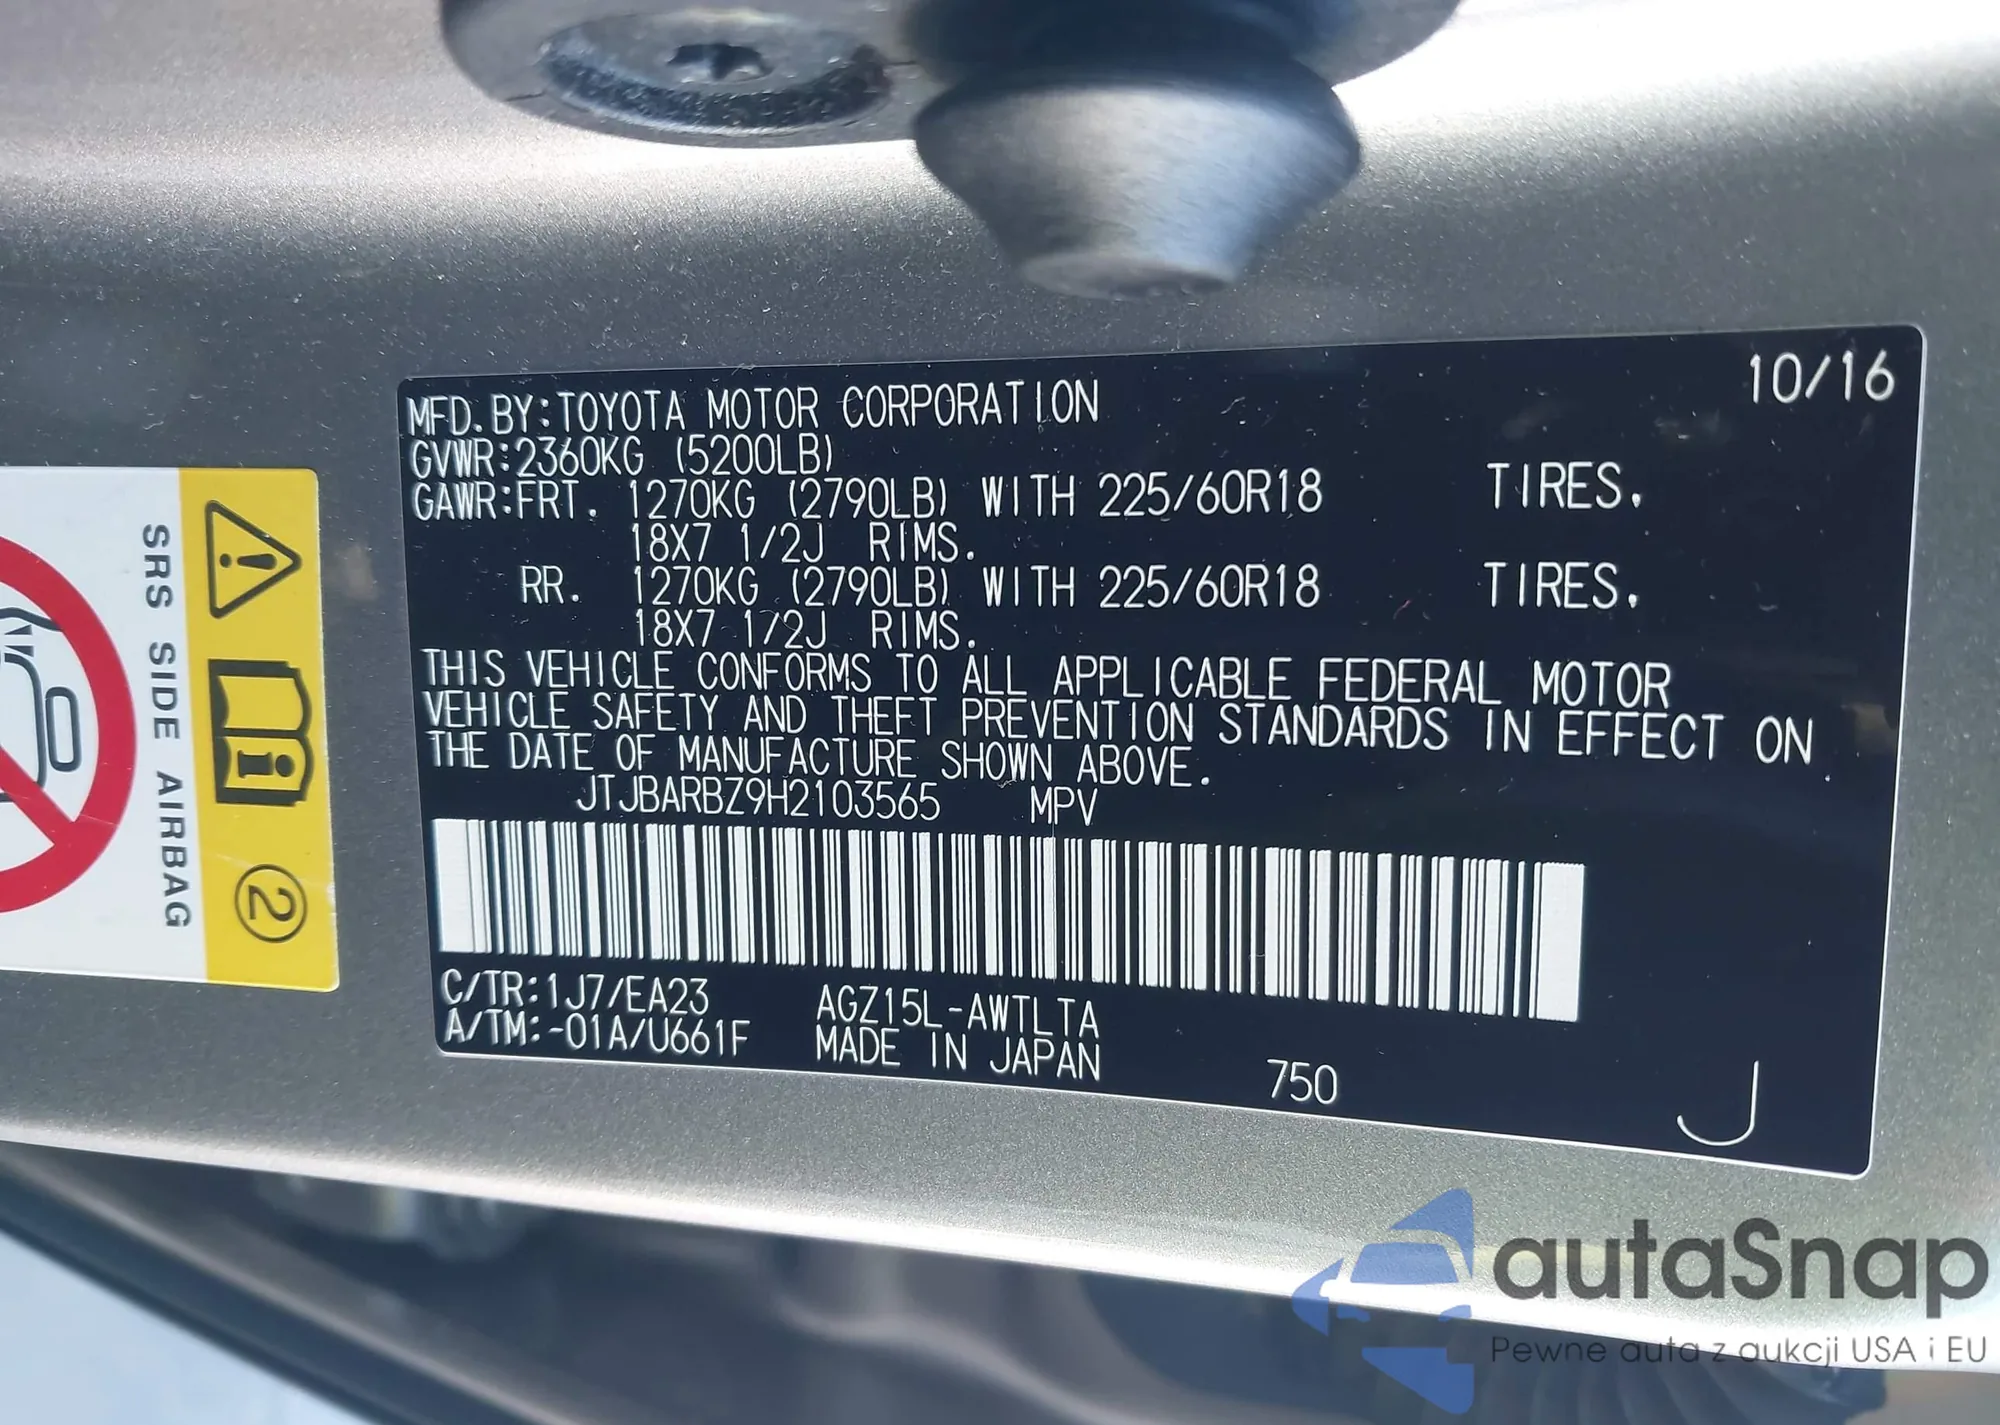 10/16
MFD. BY:TOYOTA MOTOR CORPORATION
GVWR:2360KG (5200LB)
GAWR:FRT. 1270KG (2790LB) WITH 225/60R18 TIRES,
18X7 1/2J RIMS.
RR. 1270KG (2790LB) WITH 225/60R18 TIRES,
18X7 1/2J RIMS.
THIS VEHICLE CONFORMS TO ALL APPLICABLE FEDERAL MOTOR
VEHICLE SAFETY AND THEFT PREVENTION STANDARDS IN EFFECT ON
THE DATE OF MANUFACTURE SHOWN ABOVE.
JTJBARBZ9H2103565 MPV
C/TR:1J7/EA23 AGZ15L-AWTLTA
A/TM:-01A/U661F MADE IN JAPAN
750
J
SRS SIDE AIRBAG
2
autaSnap
Pewne auta z aukcji USA i EU